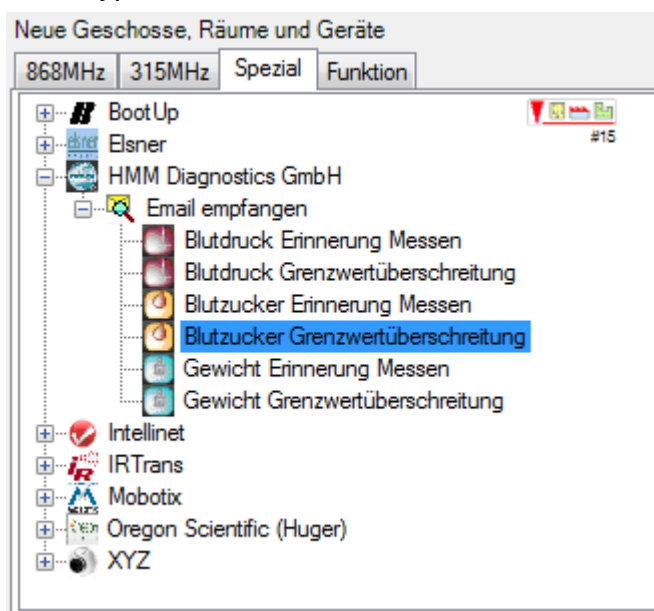 Neue Geschosse, Räume und Geräte
868MHz 315MHz Spezial Funktion
BootUp
#15
Elsner
HMM Diagnostics GmbH
Email empfangen
Blutdruck Erinnerung Messen
Blutdruck Grenzwertüberschreitung
Blutzucker Erinnerung Messen
Blutzucker Grenzwertüberschreitung
Gewicht Erinnerung Messen
Gewicht Grenzwertüberschreitung
Intellinet
IRTrans
Mobotix
Oregon Scientific (Huger)
XYZ